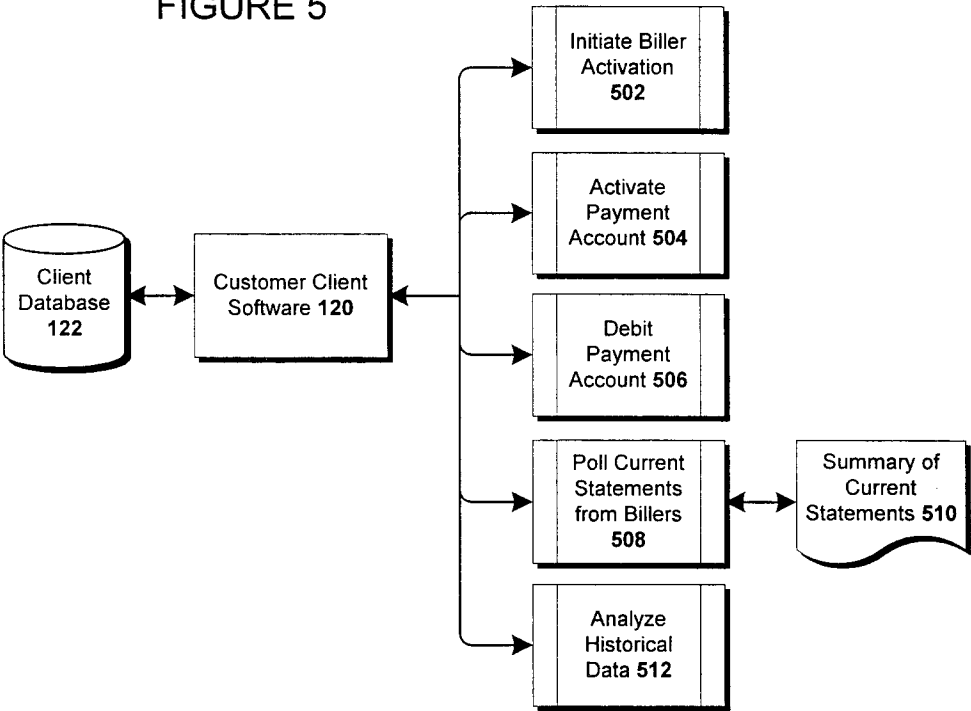 FIGURE 5
Initiate Biller
Activation
502
Activate
Payment
Account 504
Client
Database
122
Customer Client
Software 120
Debit
Payment
Account 506
Poll Current
Statements
from Billers
508
Summary of
Current
Statements 510
Analyze
Historical
Data 512